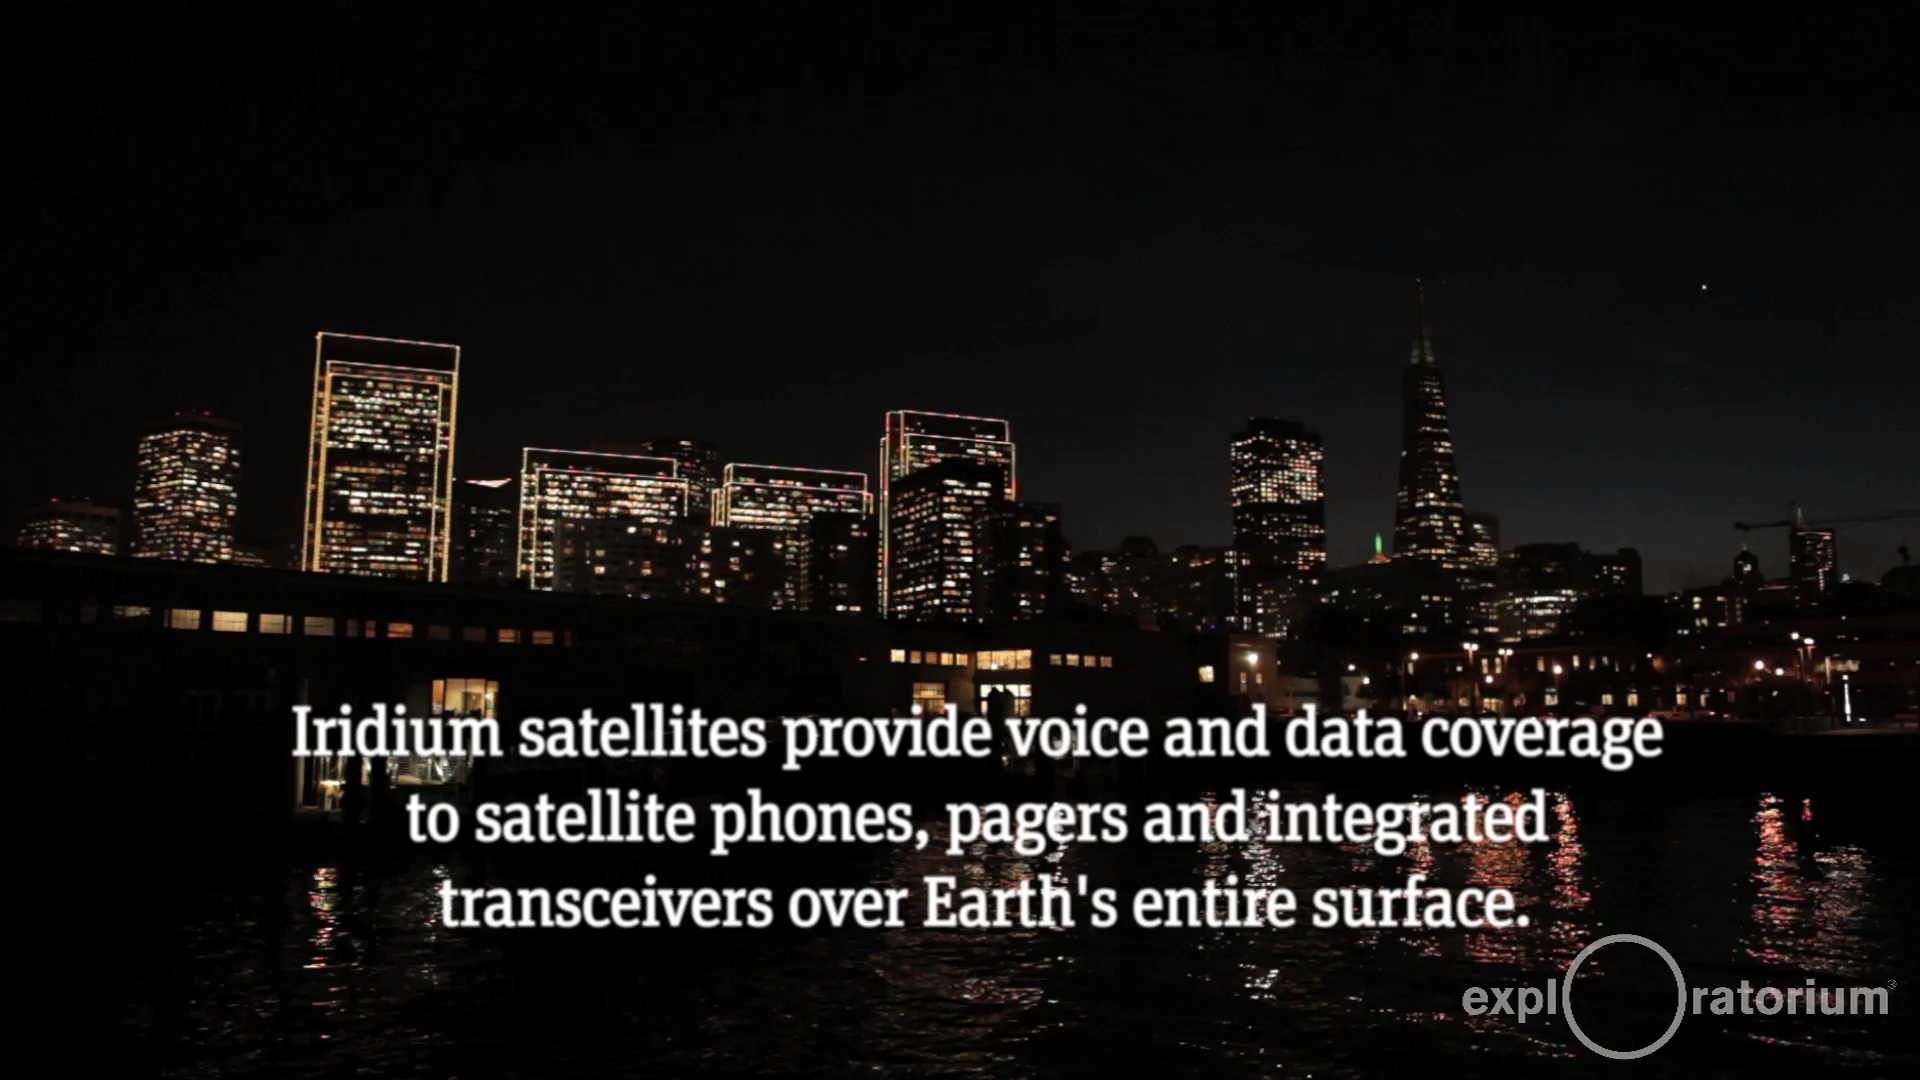 Iridium satellites provide voice and data coverage
to satellite phones, pagers and integrated
transceivers over Earth's entire surface.
exploratorium